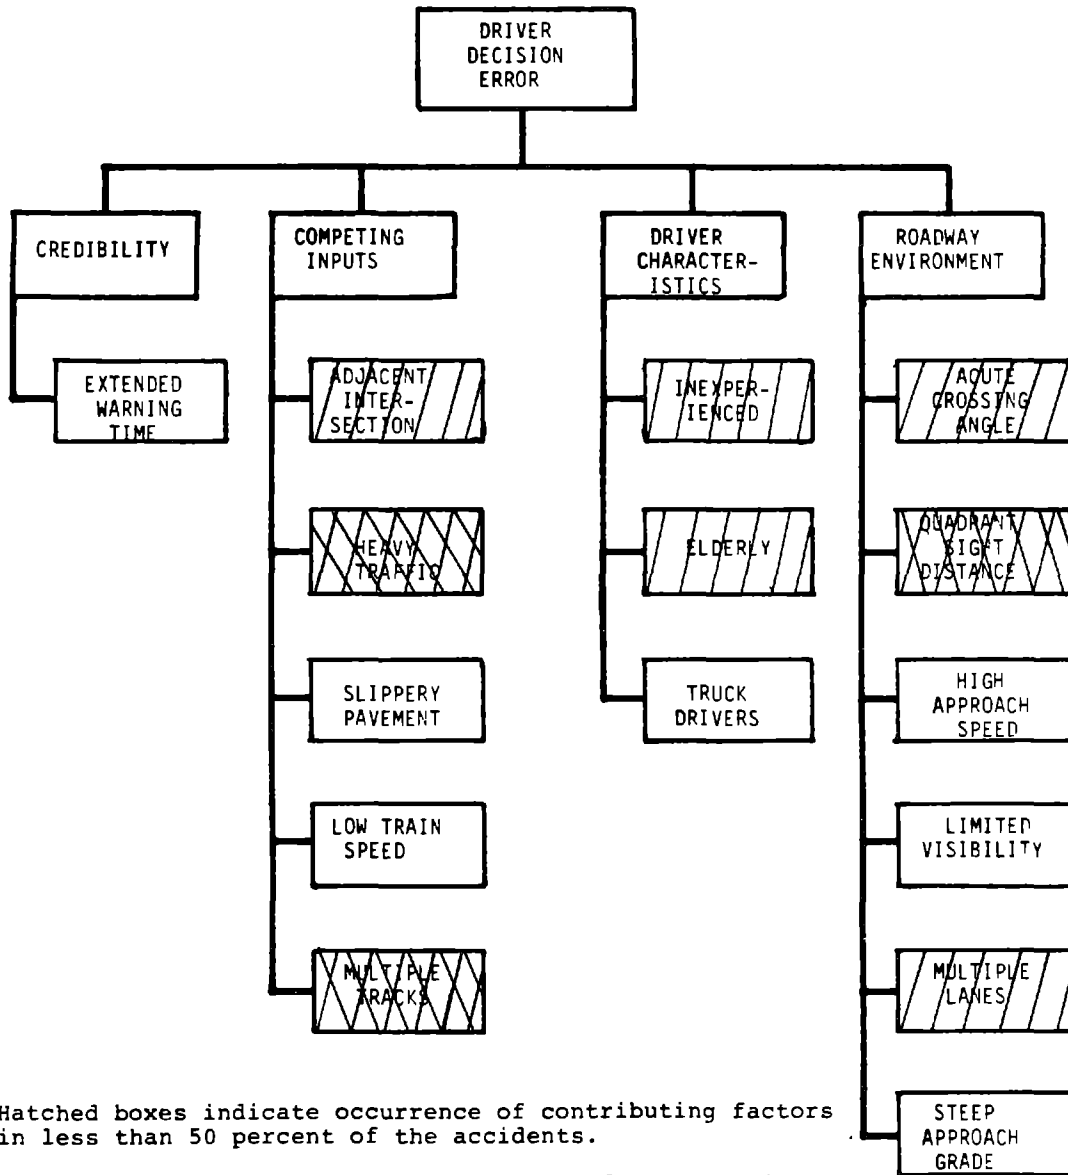 DRIVER
DECISION
ERROR
CREDIBILITY
COMPETING
INPUTS
DRIVER
CHARACTER-
ISTICS
ROADWAY
ENVIRONMENT
EXTENDED
WARNING
TIME
ADJACENT
INTER-
SECTION
INEXPER-
IENCED
ACUTE
CROSSING
ANGLE
HEAVY
TRAFFIC
ELDERLY
QUADRANT
SIGHT
DISTANCE
SLIPPERY
PAVEMENT
TRUCK
DRIVERS
HIGH
APPROACH
SPEED
LOW TRAIN
SPEED
LIMITED
VISIBILITY
MULTIPLE
TRACKS
MULTIPLE
LANES
STEEP
APPROACH
GRADE
Hatched boxes indicate occurrence of contributing factors
in less than 50 percent of the accidents.